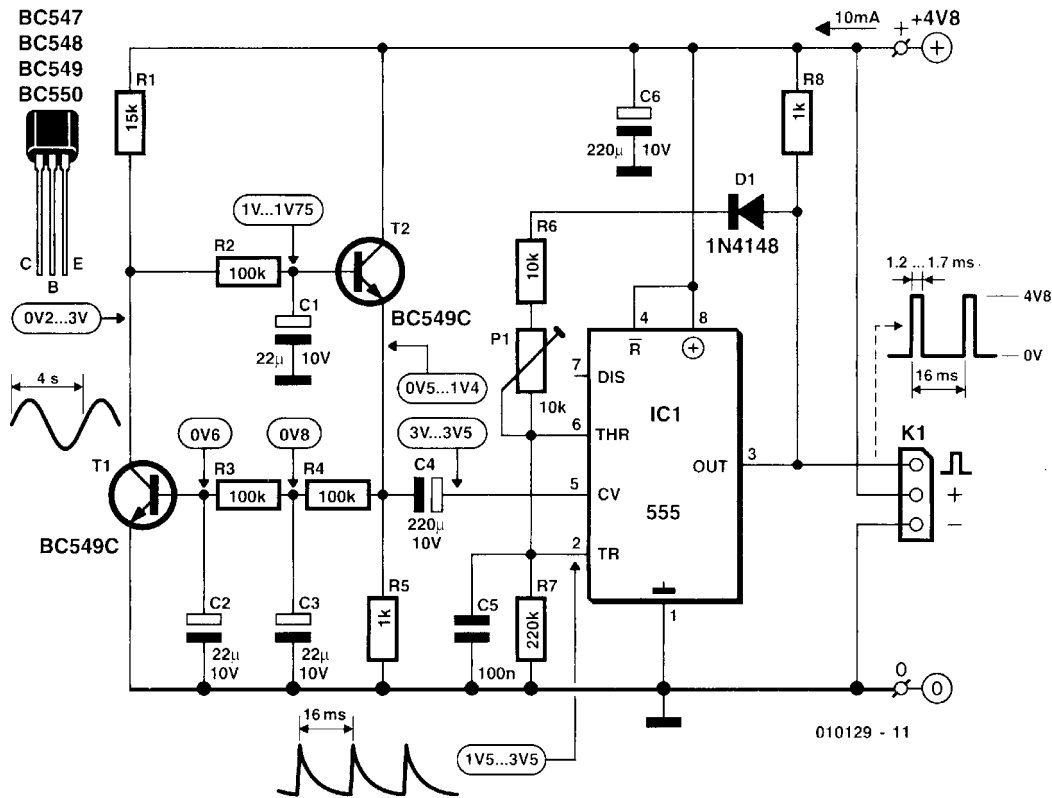 BC547
BC548
BC549
BC550
C
B
E
10mA
+
+4V8
+
R1
15k
R8
1k
C6
220µ
10V
D1
1N4148
1V...1V75
T2
R2
100k
R6
10k
1.2 ... 1.7 ms
4V8
0V
16 ms
0V2...3V
C1
22µ
10V
BC549C
4
R̅
8
+
P1
10k
7
DIS
0V5...1V4
IC1
4 s
0V6
0V8
3V...3V5
6
THR
OUT
3
K1
+
−
T1
R3
100k
R4
100k
C4
220µ
10V
5
CV
555
BC549C
2
TR
R5
1k
C5
100n
R7
220k
1
C2
22µ
10V
C3
22µ
10V
0
0
010129 - 11
16 ms
1V5...3V5